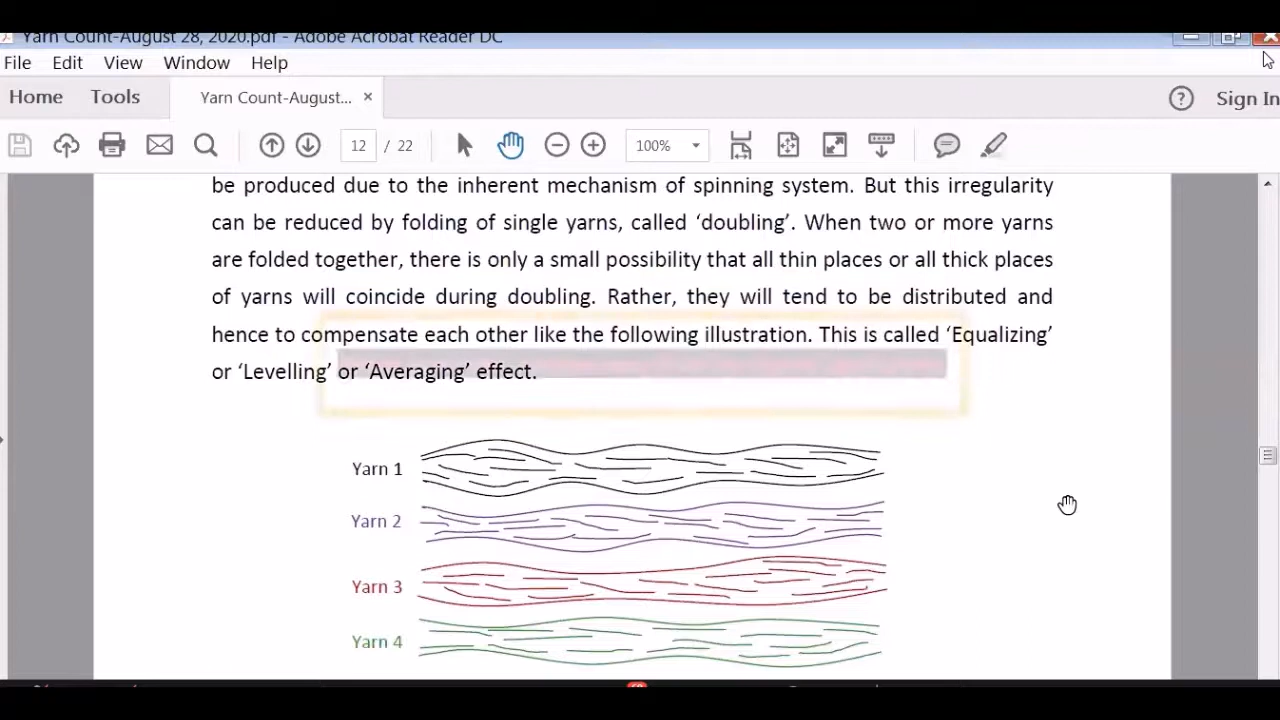 Yarn Count-August 28, 2020.pdf - Adobe Acrobat Reader DC
File Edit View Window Help
Home Tools Yarn Count-August... × ? Sign In
12 / 22 100%
be produced due to the inherent mechanism of spinning system. But this irregularity
can be reduced by folding of single yarns, called ‘doubling’. When two or more yarns
are folded together, there is only a small possibility that all thin places or all thick places
of yarns will coincide during doubling. Rather, they will tend to be distributed and
hence to compensate each other like the following illustration. This is called ‘Equalizing’
or ‘Levelling’ or ‘Averaging’ effect.
Yarn 1
Yarn 2
Yarn 3
Yarn 4